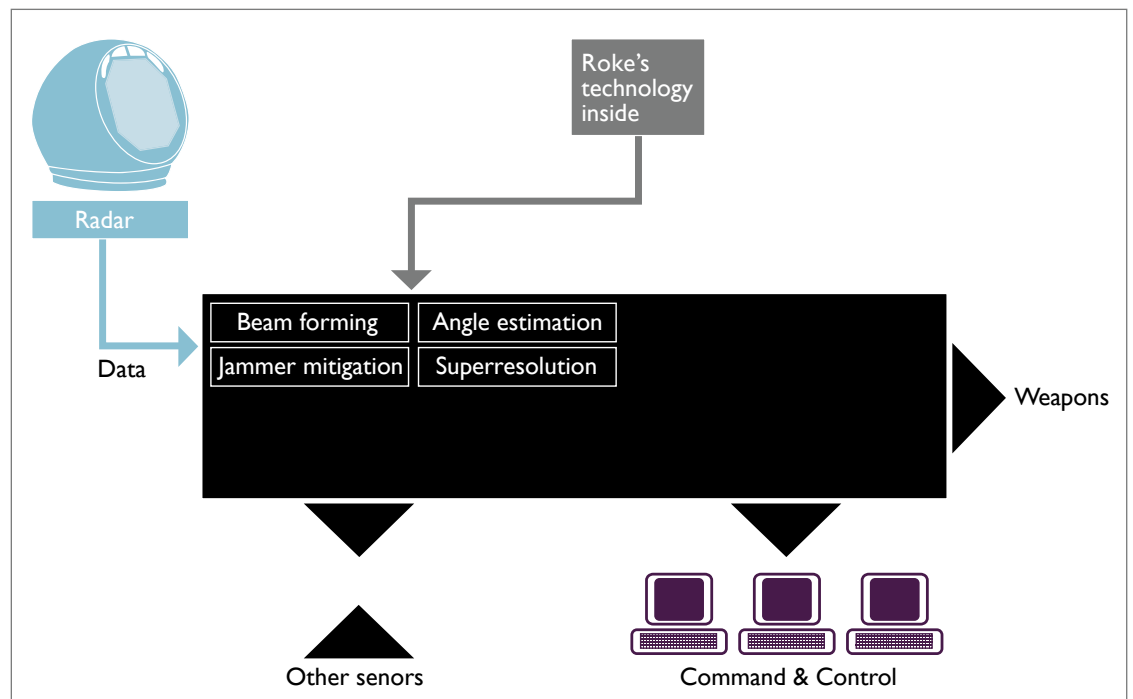 Roke's
technology
inside
Radar
Data
Beam forming
Angle estimation
Jammer mitigation
Superresolution
Weapons
Other senors
Command & Control